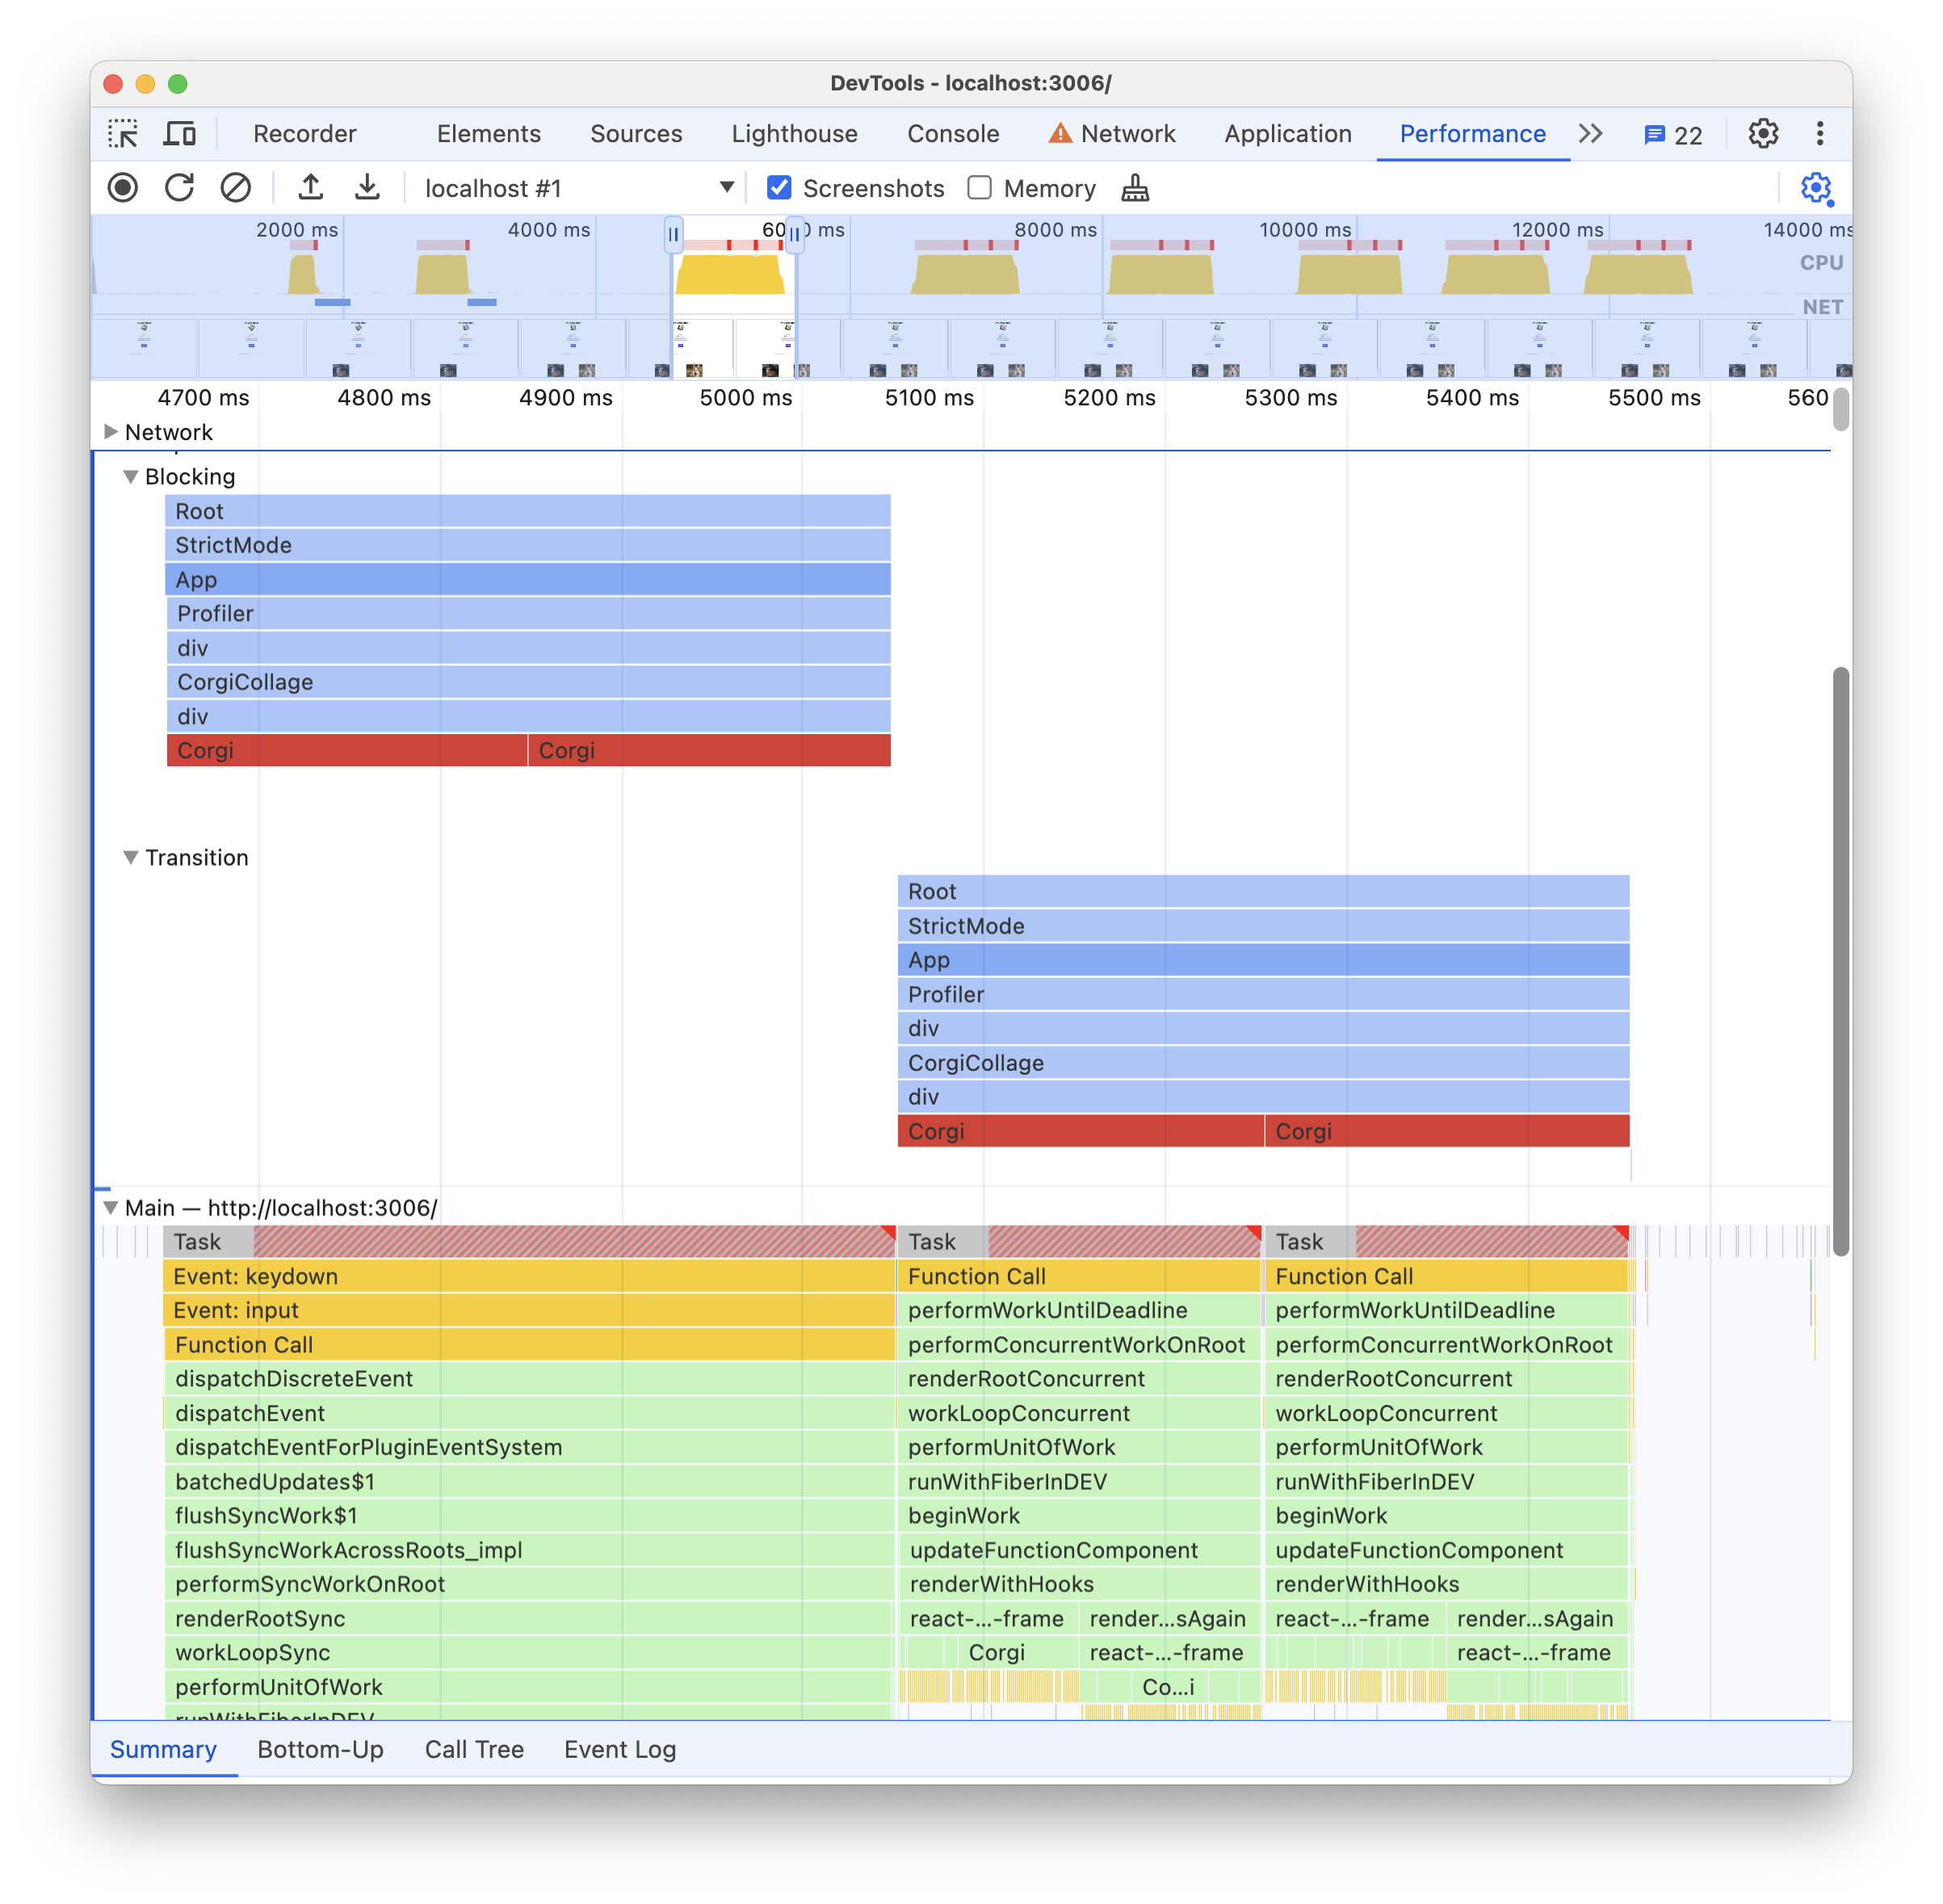 DevTools - localhost:3006/
Recorder Elements Sources Lighthouse Console Network Application Performance 22
localhost #1 Screenshots Memory
2000 ms 4000 ms 8000 ms 10000 ms 12000 ms 14000 ms
CPU
NET
4700 ms 4800 ms 4900 ms 5000 ms 5100 ms 5200 ms 5300 ms 5400 ms 5500 ms 560
Network
Blocking
Root
StrictMode
App
Profiler
div
CorgiCollage
div
Corgi Corgi
Transition
Root
StrictMode
App
Profiler
div
CorgiCollage
div
Corgi Corgi
Main — http://localhost:3006/
Task Task Task
Event: keydown Function Call Function Call
Event: input performWorkUntilDeadline performWorkUntilDeadline
Function Call performConcurrentWorkOnRoot performConcurrentWorkOnRoot
dispatchDiscreteEvent renderRootConcurrent renderRootConcurrent
dispatchEvent workLoopConcurrent workLoopConcurrent
dispatchEventForPluginEventSystem performUnitOfWork performUnitOfWork
batchedUpdates$1 runWithFiberInDEV runWithFiberInDEV
flushSyncWork$1 beginWork beginWork
flushSyncWorkAcrossRoots_impl updateFunctionComponent updateFunctionComponent
performSyncWorkOnRoot renderWithHooks renderWithHooks
renderRootSync react-...-frame render...sAgain react-...-frame render...sAgain
workLoopSync Corgi react-...-frame react-...-frame
performUnitOfWork Co...i
runWithFiberInDEV
Summary Bottom-Up Call Tree Event Log